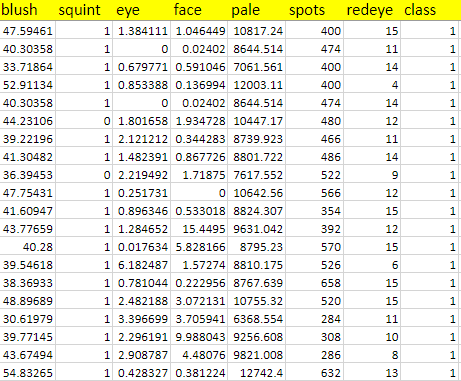 blush squint eye face pale spots redeye class
47.59461 1 1.384111 1.046449 10817.24 400 15 1
40.30358 1 0 0.02402 8644.514 474 11 1
33.71864 1 0.679771 0.591046 7061.561 400 14 1
52.91134 1 0.853388 0.136994 12003.11 400 4 1
40.30358 1 0 0.02402 8644.514 474 14 1
44.23106 0 1.801658 1.934728 10447.17 480 12 1
39.22196 1 2.121212 0.344283 8739.923 466 11 1
41.30482 1 1.482391 0.867726 8801.722 486 14 1
36.39453 0 2.219492 1.71875 7617.552 522 9 1
47.75431 1 0.251731 0 10642.56 566 12 1
41.60947 1 0.896346 0.533018 8824.307 354 15 1
43.77659 1 1.284652 15.4495 9631.042 392 12 1
40.28 1 0.017634 5.828166 8795.23 570 15 1
39.54618 1 6.182487 1.57274 8810.175 526 6 1
38.36933 1 0.781044 0.222956 8767.639 658 15 1
48.89689 1 2.482188 3.072131 10755.32 520 15 1
30.61979 1 3.396699 3.705941 6368.554 284 11 1
39.77145 1 2.296191 9.988043 9256.608 308 10 1
43.67494 1 2.908787 4.48076 9821.008 286 8 1
54.83265 1 0.428327 0.381224 12742.4 632 13 1